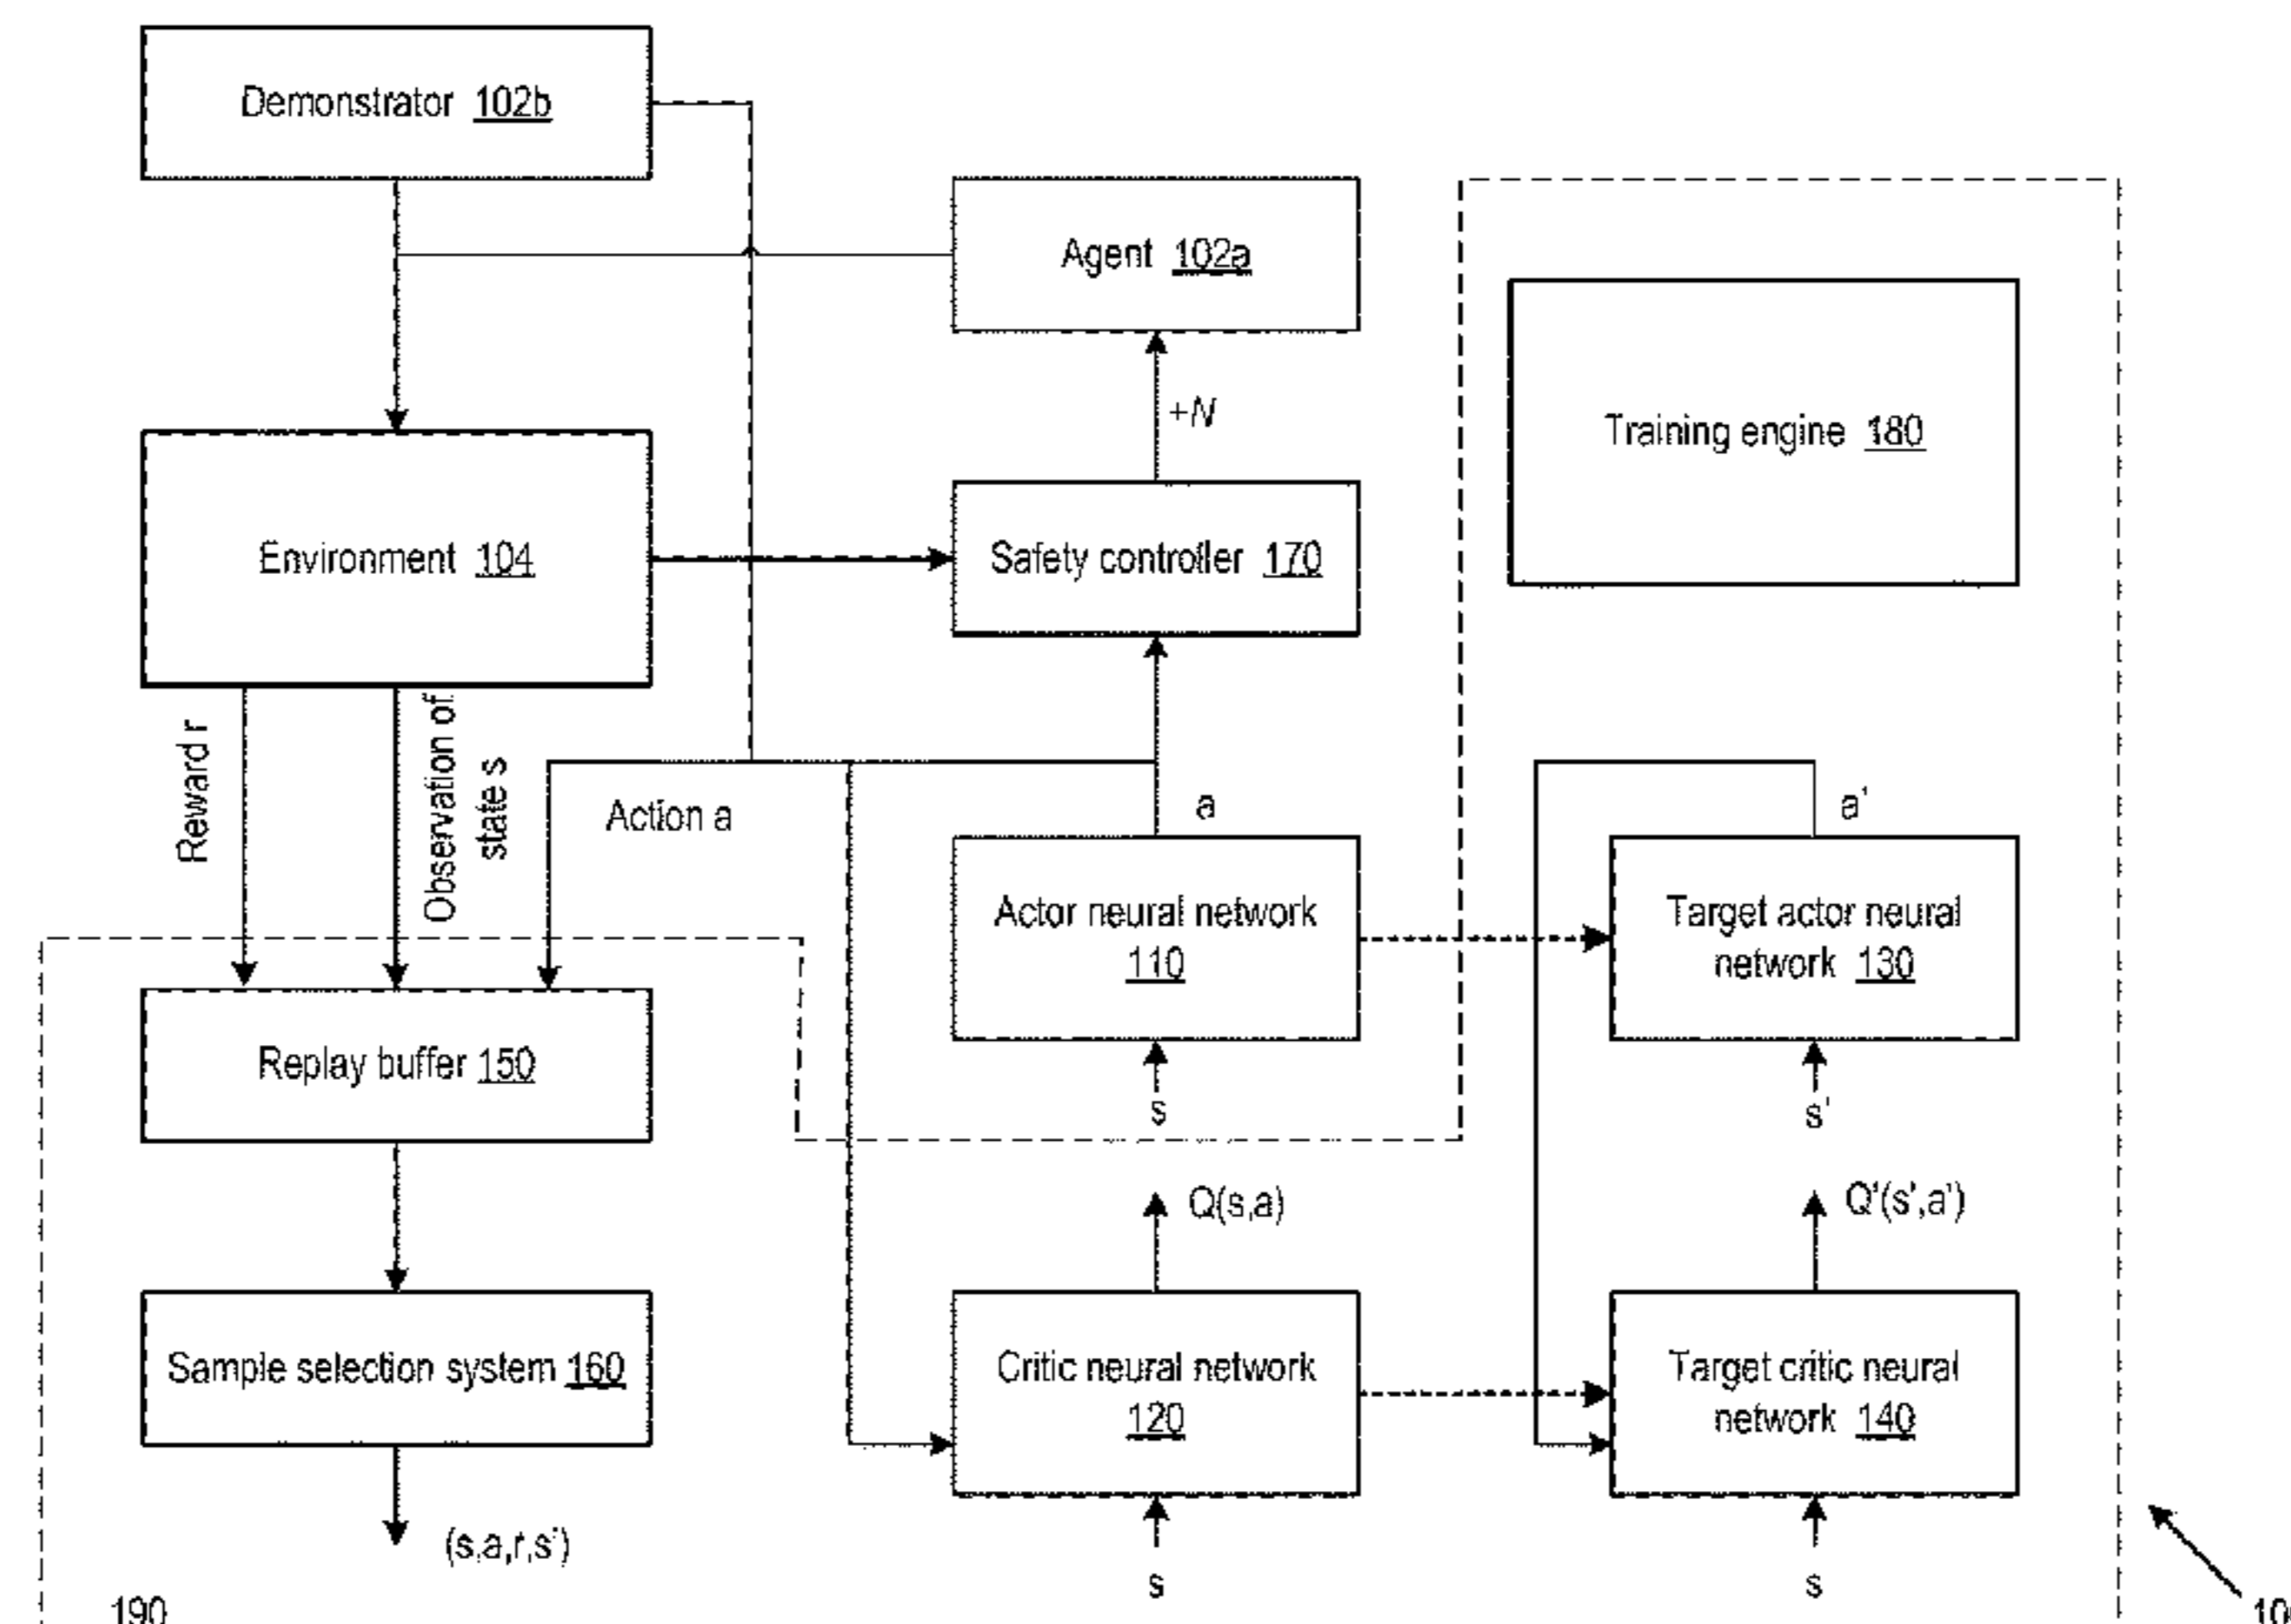 Demonstrator 102b
Agent 102a
Training engine 180
+N
Environment 104
Safety controller 170
Reward r
Observation of
state s
Action a
a
a'
Actor neural network
110
Target actor neural
network 130
Replay buffer 150
s
s'
Q(s,a)
Q'(s',a')
Sample selection system 160
Critic neural network
120
Target critic neural
network 140
(s,a,r,s')
s
s
190